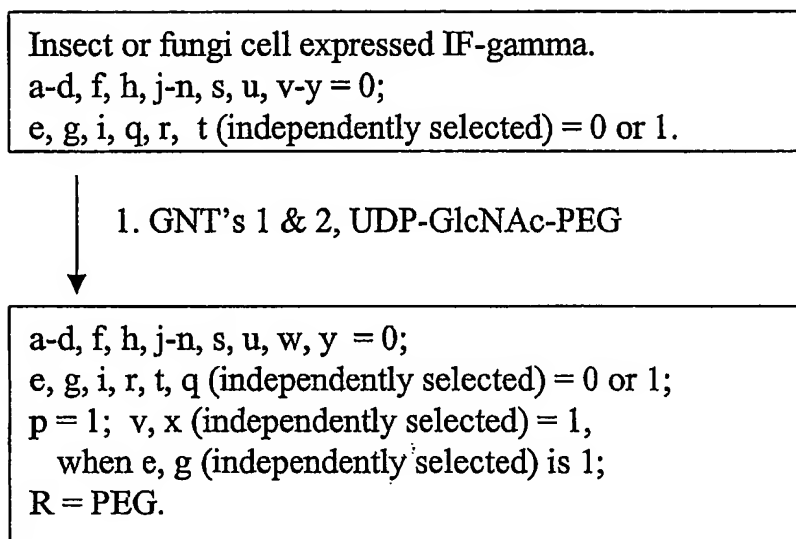 Insect or fungi cell expressed IF-gamma.
a-d, f, h, j-n, s, u, v-y = 0;
e, g, i, q, r, t (independently selected) = 0 or 1.
1. GNT's 1 & 2, UDP-GlcNAc-PEG
a-d, f, h, j-n, s, u, w, y = 0;
e, g, i, r, t, q (independently selected) = 0 or 1;
p = 1; v, x (independently selected) = 1,
when e, g (independently selected) is 1;
R = PEG.